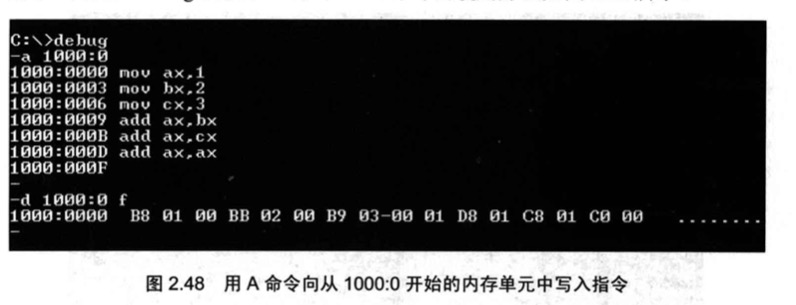 C:\>debug
-a 1000:0
1000:0000 mov ax,1
1000:0003 mov bx,2
1000:0006 mov cx,3
1000:0009 add ax,bx
1000:000B add ax,cx
1000:000D add ax,ax
1000:000F
-
-d 1000:0 f
1000:0000 B8 01 00 BB 02 00 B9 03-00 01 D8 01 C8 01 C0 00 ........
-
图 2.48 用 A 命令向从 1000:0 开始的内存单元中写入指令